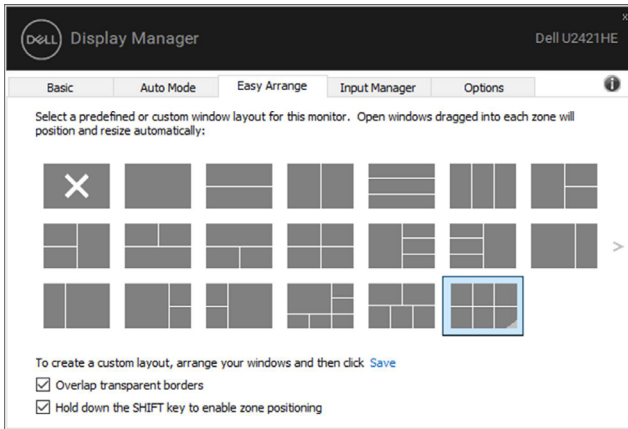 DELL Display Manager
Dell U2421HE
Basic Auto Mode Easy Arrange Input Manager Options
Select a predefined or custom window layout for this monitor. Open windows dragged into each zone will
position and resize automatically:
To create a custom layout, arrange your windows and then click Save
Overlap transparent borders
Hold down the SHIFT key to enable zone positioning